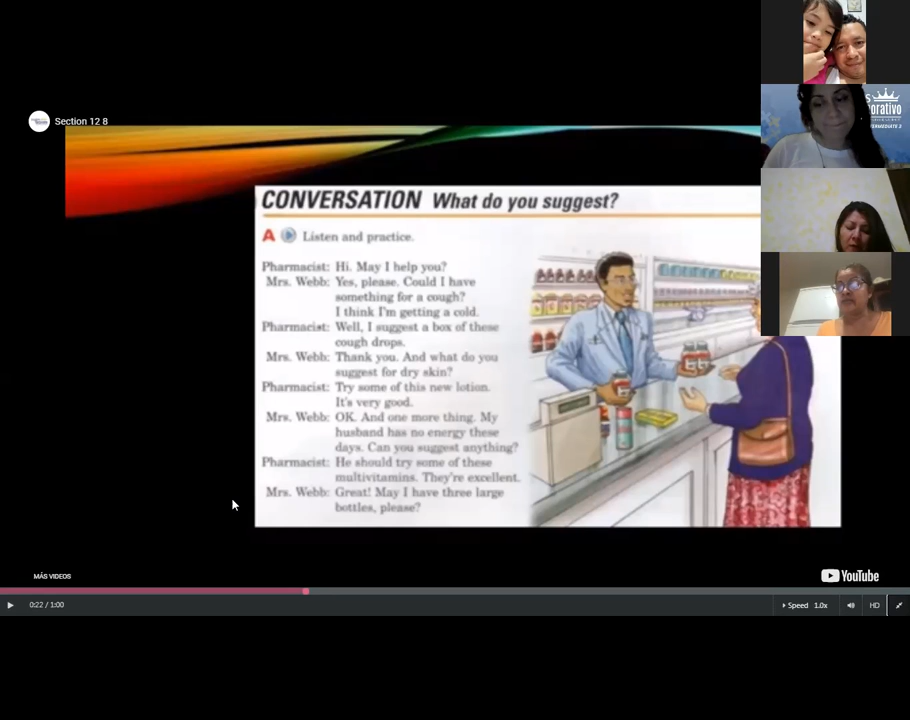 Section 12 8
CONVERSATION What do you suggest?
A Listen and practice.
Pharmacist: Hi. May I help you?
Mrs. Webb: Yes, please. Could I have
something for a cough?
I think I'm getting a cold.
Pharmacist: Well, I suggest a box of these
cough drops.
Mrs. Webb: Thank you. And what do you
suggest for dry skin?
Pharmacist: Try some of this new lotion.
It's very good.
Mrs. Webb: OK. And one more thing. My
husband has no energy these
days. Can you suggest anything?
Pharmacist: He should try some of these
multivitamins. They're excellent.
Mrs. Webb: Great! May I have three large
bottles, please?
MÁS VIDEOS
YouTube
0:22 / 1:00
Speed 1.0x
HD